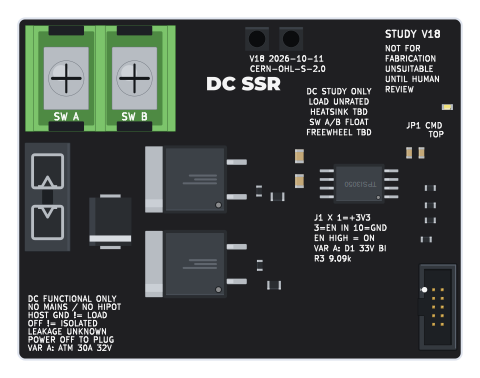 STUDY V18
NOT FOR
FABRICATION
UNSUITABLE
UNTIL HUMAN
REVIEW
V18 2026-10-11
CERN-OHL-S-2.0
DC SSR
DC STUDY ONLY
LOAD UNRATED
HEATSINK TBD
SW A/B FLOAT
FREEWHEEL TBD
SW A
SW B
JP1 CMD
TOP
TPSI3050
J1 X 1=+3V3
3=EN IN 10=GND
EN HIGH = ON
VAR A: D1 33V BI
R3 9.09k
DC FUNCTIONAL ONLY
NO MAINS / NO HIPOT
HOST GND != LOAD
OFF != ISOLATED
LEAKAGE UNKNOWN
POWER OFF TO PLUG
VAR A: ATM 30A 32V